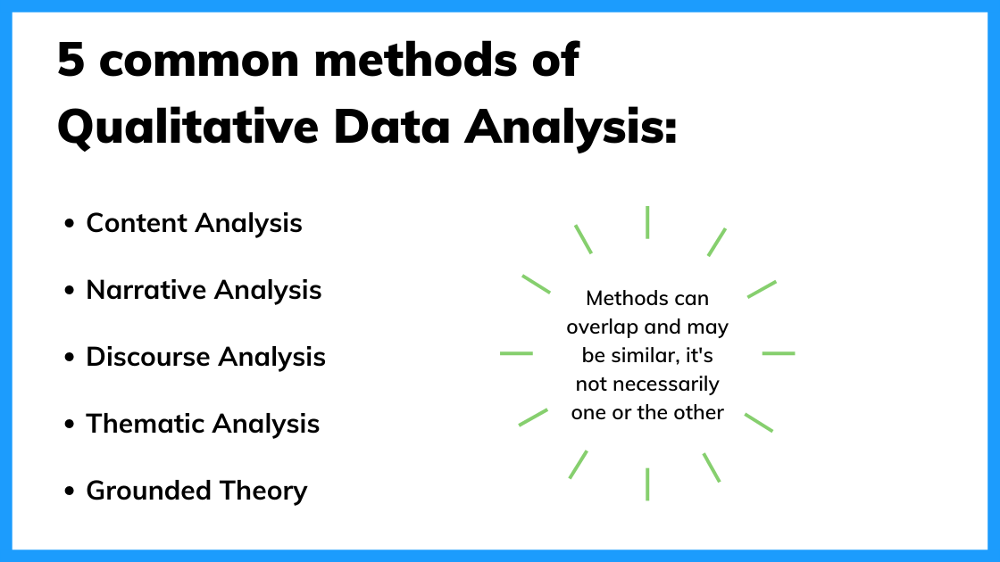 5 common methods of
Qualitative Data Analysis:
• Content Analysis
• Narrative Analysis
• Discourse Analysis
• Thematic Analysis
• Grounded Theory
Methods can
overlap and may
be similar, it's
not necessarily
one or the other